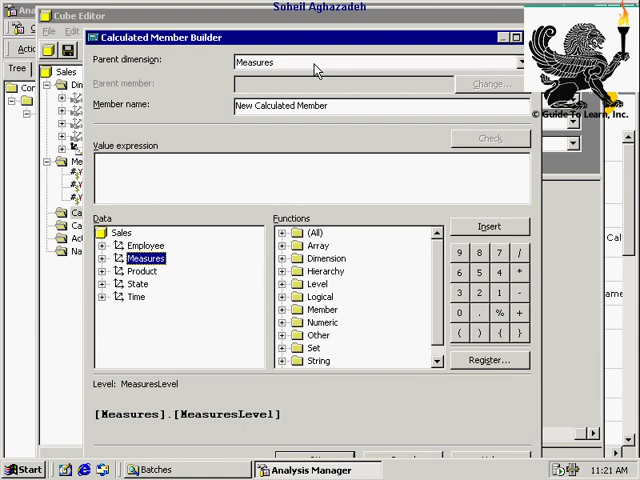 Soheil Aghazadeh
Cube Editor
Calculated Member Builder
Parent dimension:
Measures
Parent member:
Change...
Member name:
New Calculated Member
Check
Value expression
Data
Functions
Sales
Employee
Measures
Product
State
Time
(All)
Array
Dimension
Hierarchy
Level
Logical
Member
Numeric
Other
Set
String
Insert
9 8 7 /
6 5 4 *
3 2 1 -
0 . % +
( ) { }
Register...
Level: MeasuresLevel
[Measures].[MeasuresLevel]
© Guide To Learn, Inc.
File
Tree
Sales
Start
Batches
Analysis Manager
11:21 AM